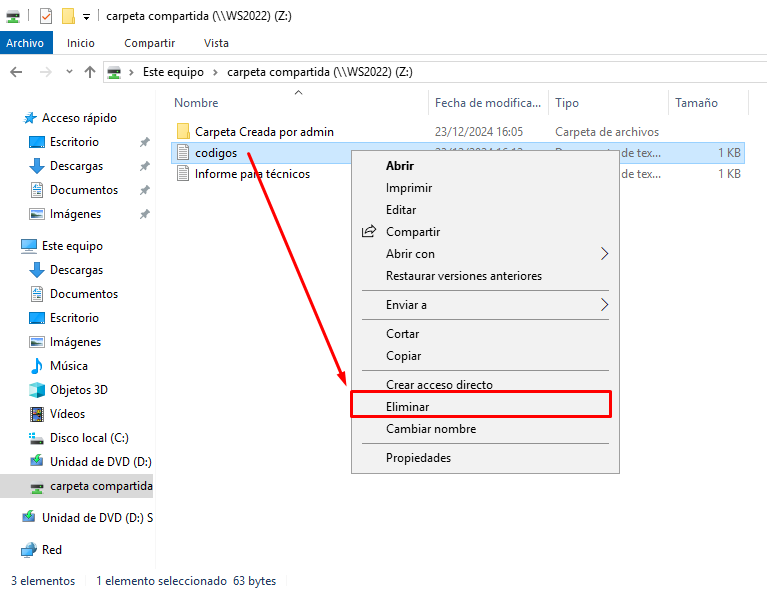 carpeta compartida (\\WS2022) (Z:)
Archivo Inicio Compartir Vista
Este equipo > carpeta compartida (\\WS2022) (Z:)
Nombre Fecha de modifica... Tipo Tamaño
Carpeta Creada por admin 23/12/2024 16:05 Carpeta de archivos
codigos de tex... 1 KB
Informe para técnicos de tex... 1 KB
Acceso rápido
Escritorio
Descargas
Documentos
Imágenes
Este equipo
Descargas
Documentos
Escritorio
Imágenes
Música
Objetos 3D
Vídeos
Disco local (C:)
Unidad de DVD (D:)
carpeta compartida
Unidad de DVD (D:) S
Red
Abrir
Imprimir
Editar
Compartir
Abrir con
Restaurar versiones anteriores
Enviar a
Cortar
Copiar
Crear acceso directo
Eliminar
Cambiar nombre
Propiedades
3 elementos 1 elemento seleccionado 63 bytes